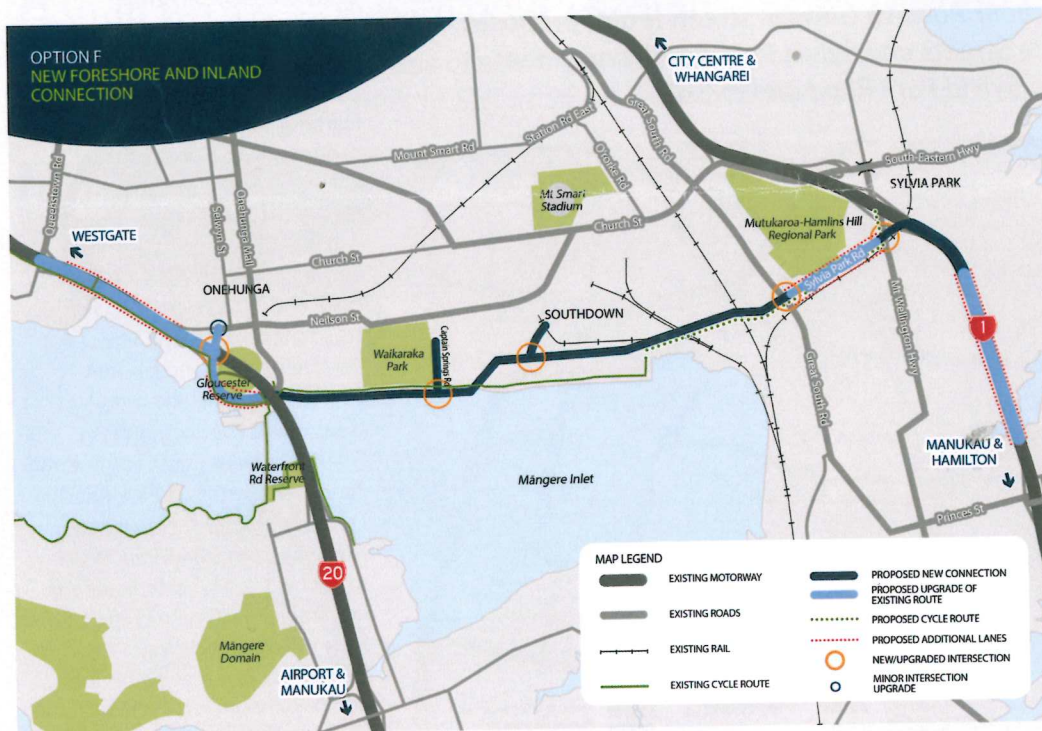 OPTION F
NEW FORESHORE AND INLAND
CONNECTION
CITY CENTRE &
WHANGAREI
Queenstown Rd
Selwyn St
Onehunga Mall
Mount Smart Rd
Station Rd East
O'Rorke Rd
Great South Rd
South-Eastern Hwy
SYLVIA PARK
Mt Smart
Stadium
Church St
Church St
Mutukaroa-Hamlins Hill
Regional Park
WESTGATE
ONEHUNGA
Neilson St
SOUTHDOWN
Sylvia Park Rd
Mt Wellington Hwy
1
Waikaraka
Park
Captain Springs Rd
Gloucester
Reserve
Great South Rd
MANUKAU &
HAMILTON
Waterfront
Rd Reserve
Māngere Inlet
Princes St
20
Māngere
Domain
AIRPORT &
MANUKAU
MAP LEGEND
EXISTING MOTORWAY
EXISTING ROADS
EXISTING RAIL
EXISTING CYCLE ROUTE
PROPOSED NEW CONNECTION
PROPOSED UPGRADE OF
EXISTING ROUTE
PROPOSED CYCLE ROUTE
PROPOSED ADDITIONAL LANES
NEW/UPGRADED INTERSECTION
MINOR INTERSECTION
UPGRADE